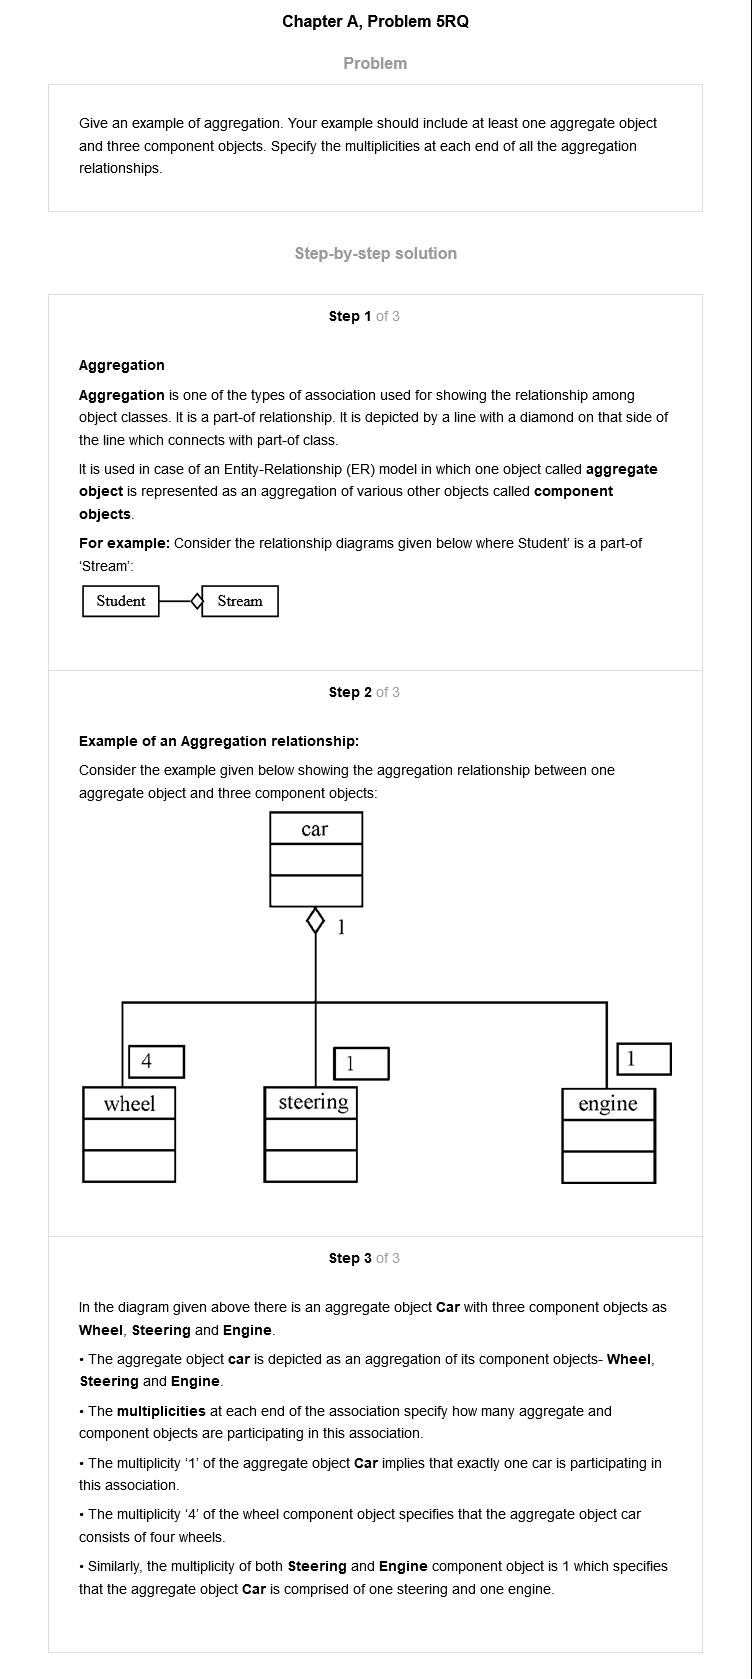 Chapter A, Problem 5RQ
Problem
Give an example of aggregation. Your example should include at least one aggregate object
and three component objects. Specify the multiplicities at each end of all the aggregation
relationships.
Step-by-step solution
Step 1 of 3
Aggregation
Aggregation is one of the types of association used for showing the relationship among
object classes. It is a part-of relationship. It is depicted by a line with a diamond on that side of
the line which connects with part-of class.
It is used in case of an Entity-Relationship (ER) model in which one object called aggregate
object is represented as an aggregation of various other objects called component
objects.
For example: Consider the relationship diagrams given below where Student’ is a part-of
‘Stream’:
Student Stream
Step 2 of 3
Example of an Aggregation relationship:
Consider the example given below showing the aggregation relationship between one
aggregate object and three component objects:
car
1
4 1 1
wheel steering engine
Step 3 of 3
In the diagram given above there is an aggregate object Car with three component objects as
Wheel, Steering and Engine.
• The aggregate object car is depicted as an aggregation of its component objects- Wheel,
Steering and Engine.
• The multiplicities at each end of the association specify how many aggregate and
component objects are participating in this association.
• The multiplicity ‘1’ of the aggregate object Car implies that exactly one car is participating in
this association.
• The multiplicity ‘4’ of the wheel component object specifies that the aggregate object car
consists of four wheels.
• Similarly, the multiplicity of both Steering and Engine component object is 1 which specifies
that the aggregate object Car is comprised of one steering and one engine.